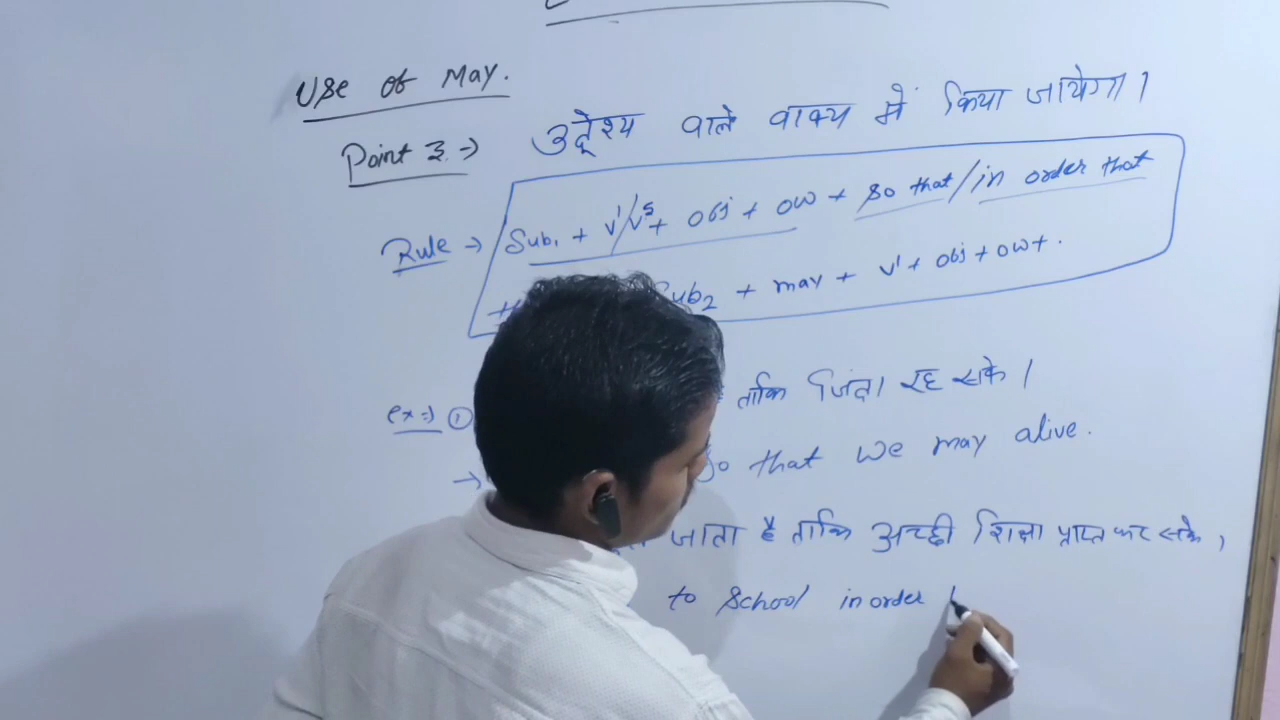 Use of May.
Point 3. → उद्देश्य वाले वाक्य में किया जायेगा।
Rule → Sub₁ + V¹/V⁵ + Obj + OW + So that/in order that
Sub₂ + may + V¹ + Obj + OW + .
ex:→ ① ताकि जिंदा रह सके।
→ So that we may alive.
जाता है ताकि अच्छी शिक्षा प्राप्त कर सके,
to School in order